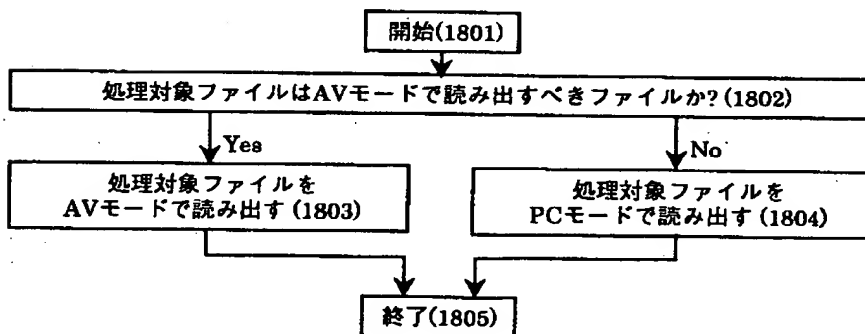 開始(1801)
処理対象ファイルはAVモードで読み出すべきファイルか?(1802)
Yes
No
処理対象ファイルを
AVモードで読み出す(1803)
処理対象ファイルを
PCモードで読み出す(1804)
終了(1805)